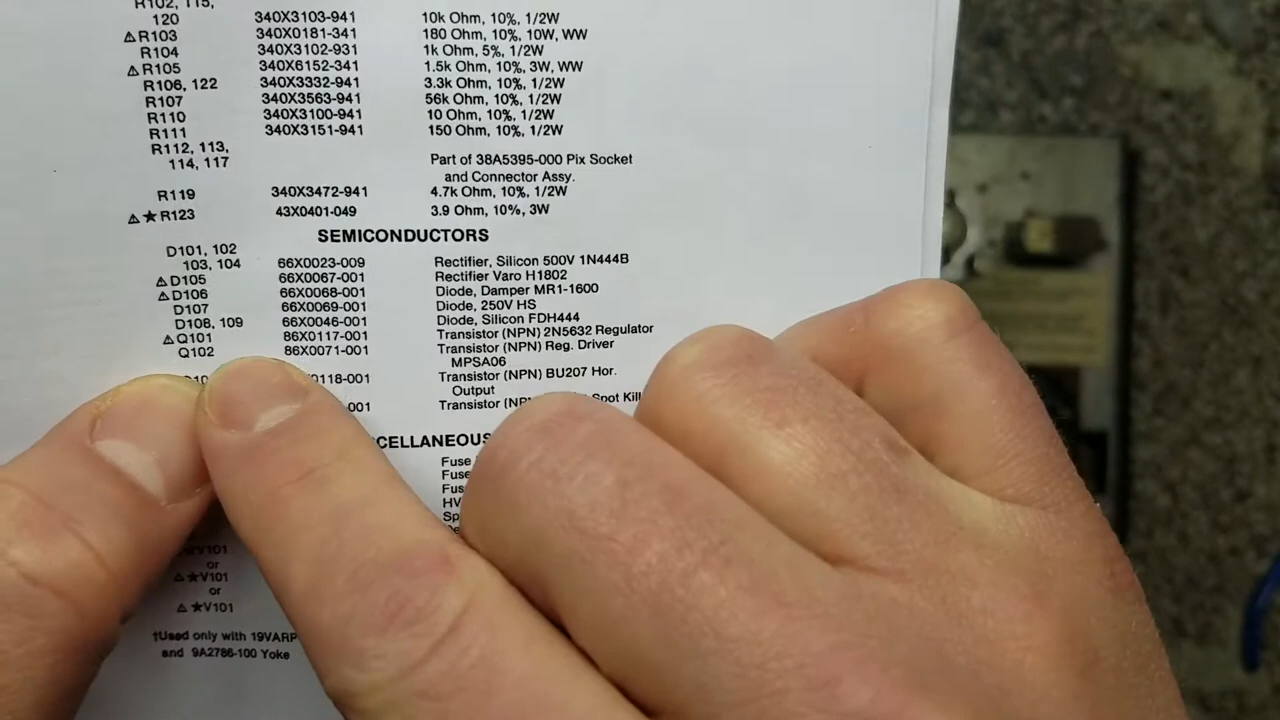 R102, 115,
120 340X3103-941 10k Ohm, 10%, 1/2W
⚠R103 340X0181-341 180 Ohm, 10%, 10W, WW
R104 340X3102-931 1k Ohm, 5%, 1/2W
⚠R105 340X6152-341 1.5k Ohm, 10%, 3W, WW
R106, 122 340X3332-941 3.3k Ohm, 10%, 1/2W
R107 340X3563-941 56k Ohm, 10%, 1/2W
R110 340X3100-941 10 Ohm, 10%, 1/2W
R111 340X3151-941 150 Ohm, 10%, 1/2W
R112, 113,
114, 117 Part of 38A5395-000 Pix Socket
and Connector Assy.
R119 340X3472-941 4.7k Ohm, 10%, 1/2W
⚠★R123 43X0401-049 3.9 Ohm, 10%, 3W
SEMICONDUCTORS
D101, 102
103, 104 66X0023-009 Rectifier, Silicon 500V 1N444B
⚠D105 66X0067-001 Rectifier Varo H1802
⚠D106 66X0068-001 Diode, Damper MR1-1600
D107 66X0069-001 Diode, 250V HS
D108, 109 66X0046-001 Diode, Silicon FDH444
⚠Q101 86X0117-001 Transistor (NPN) 2N5632 Regulator
Q102 86X0071-001 Transistor (NPN) Reg. Driver
MPSA06
0118-001 Transistor (NPN) BU207 Hor.
Output
-001 Transistor (NP Spot Kil
CELLANEOUS
Fuse
Fuse
Fus
HV
Sp
★V101
or
⚠★V101
or
⚠★V101
†Used only with 19VARP
and 9A2786-100 Yoke